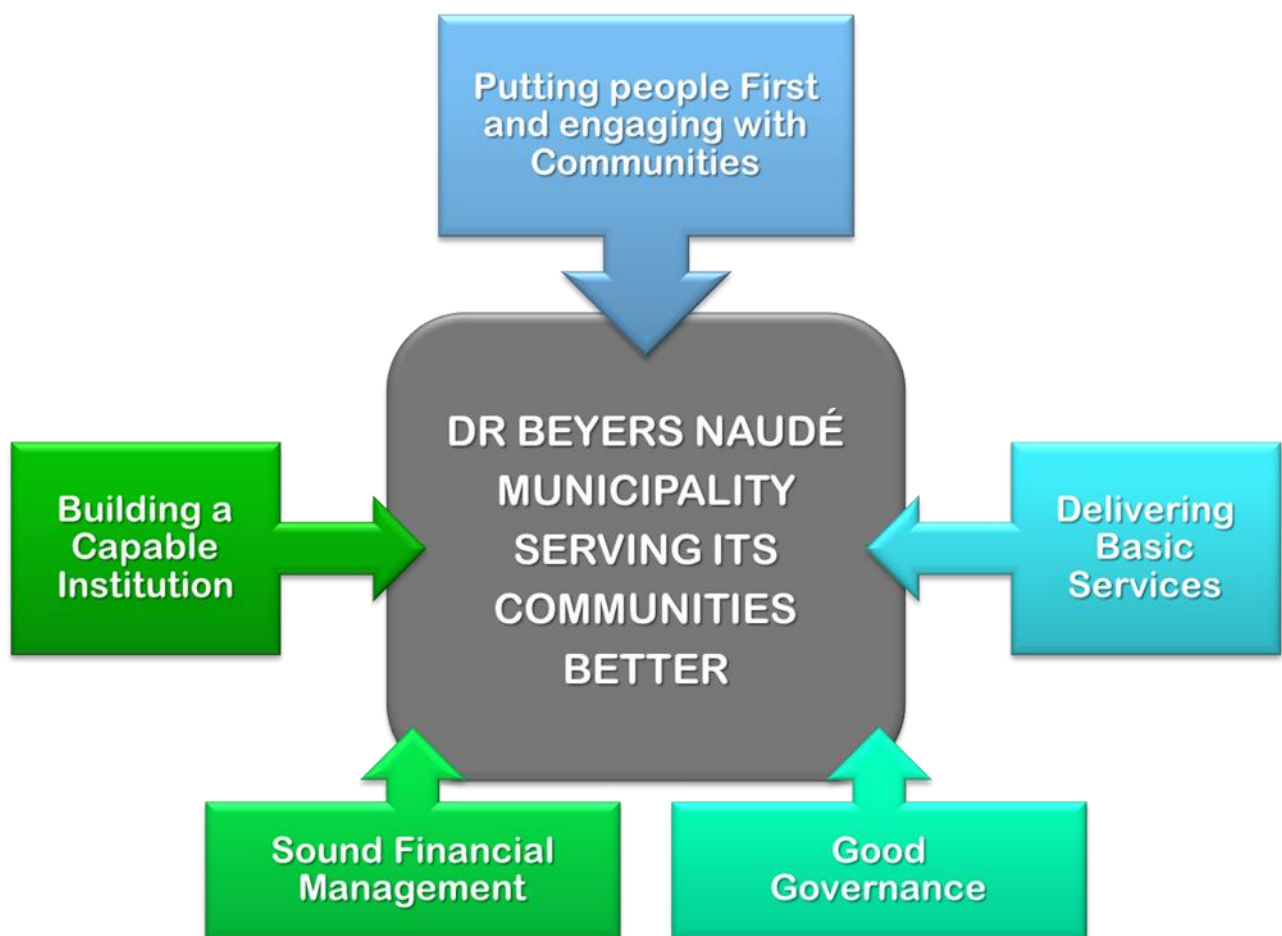 Putting people First
and engaging with
Communities
DR BEYERS NAUDÉ
MUNICIPALITY
SERVING ITS
COMMUNITIES
BETTER
Building a
Capable
Institution
Delivering
Basic
Services
Sound Financial
Management
Good
Governance